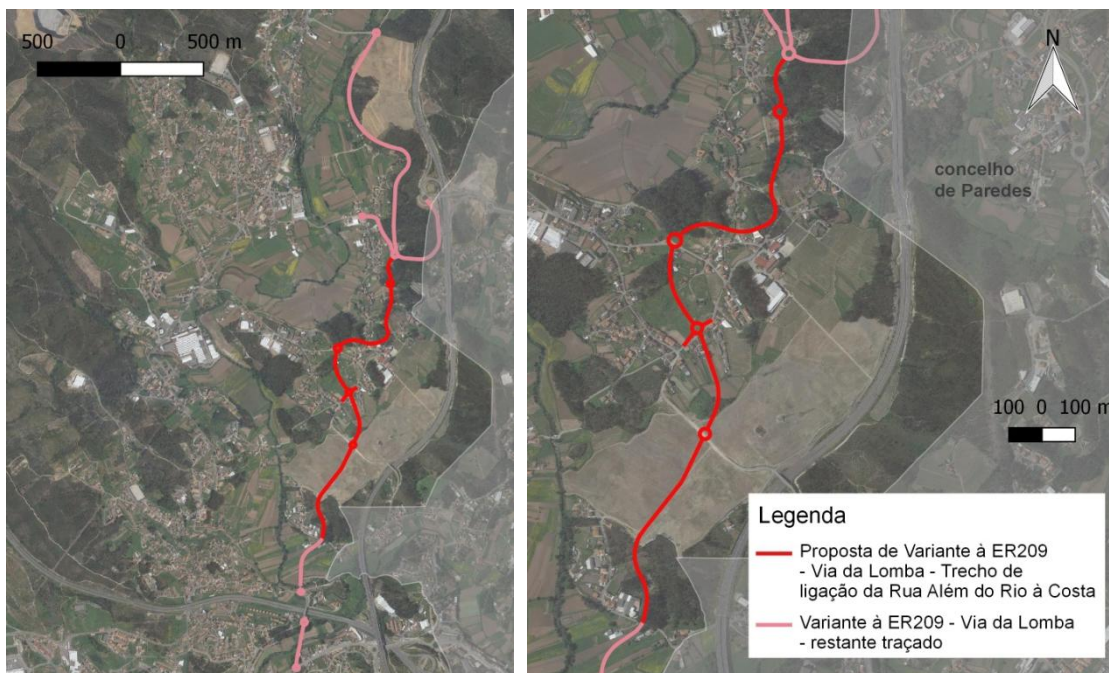 500 0 500 m
N
concelho
de Paredes
100 0 100 m
Legenda
Proposta de Variante à ER209
- Via da Lomba - Trecho de
ligação da Rua Além do Rio à Costa
Variante à ER209 - Via da Lomba
- restante traçado